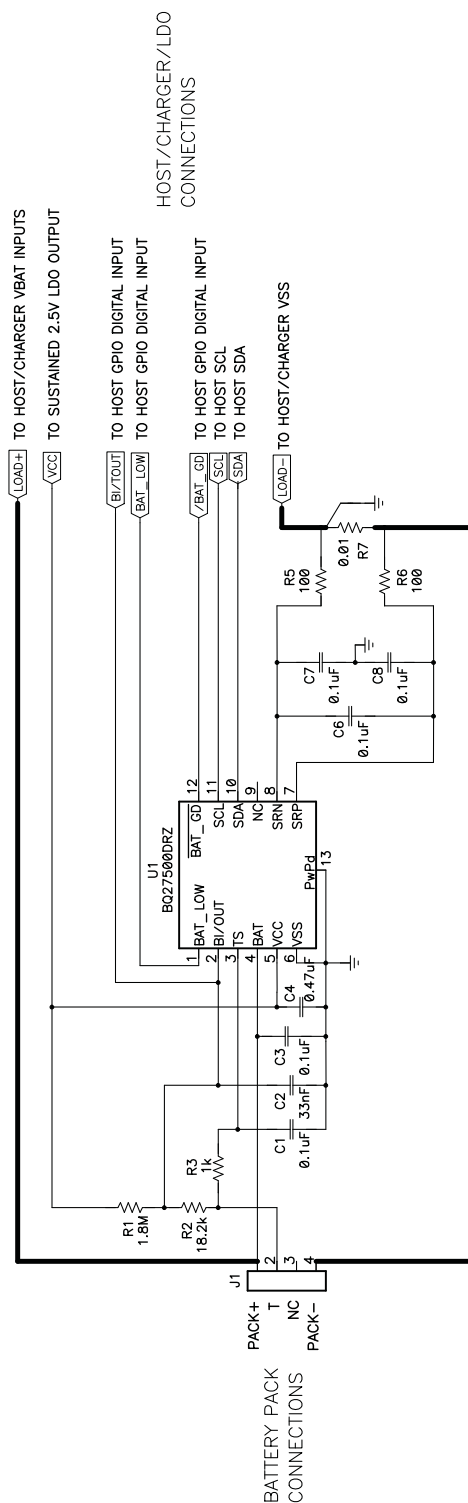 TO HOST/CHARGER VBAT INPUTS
LOAD+
TO SUSTAINED 2.5V LDO OUTPUT
VCC
TO HOST GPIO DIGITAL INPUT
BI/TOUT
TO HOST GPIO DIGITAL INPUT
BAT_LOW
TO HOST GPIO DIGITAL INPUT
/BAT_GD
TO HOST SCL
SCL
TO HOST SDA
SDA
TO HOST/CHARGER VSS
LOAD-
HOST/CHARGER/LDO
CONNECTIONS
R1
1.8M
R2
18.2k
R3
1k
U1
BQ27500DRZ
1
BAT_LOW
2
BI/OUT
3
TS
4
BAT
5
VCC
6
VSS
BAT_GD
12
SCL
11
SDA
10
NC
9
SRN
8
SRP
7
PwPd
13
C1
0.1uF
C2
33nF
C3
0.1uF
C4
0.47uF
C6
0.1uF
C7
0.1uF
C8
0.1uF
R5
100
R6
100
0.01
R7
J1
PACK+
T
2
NC
3
PACK-
4
BATTERY PACK
CONNECTIONS